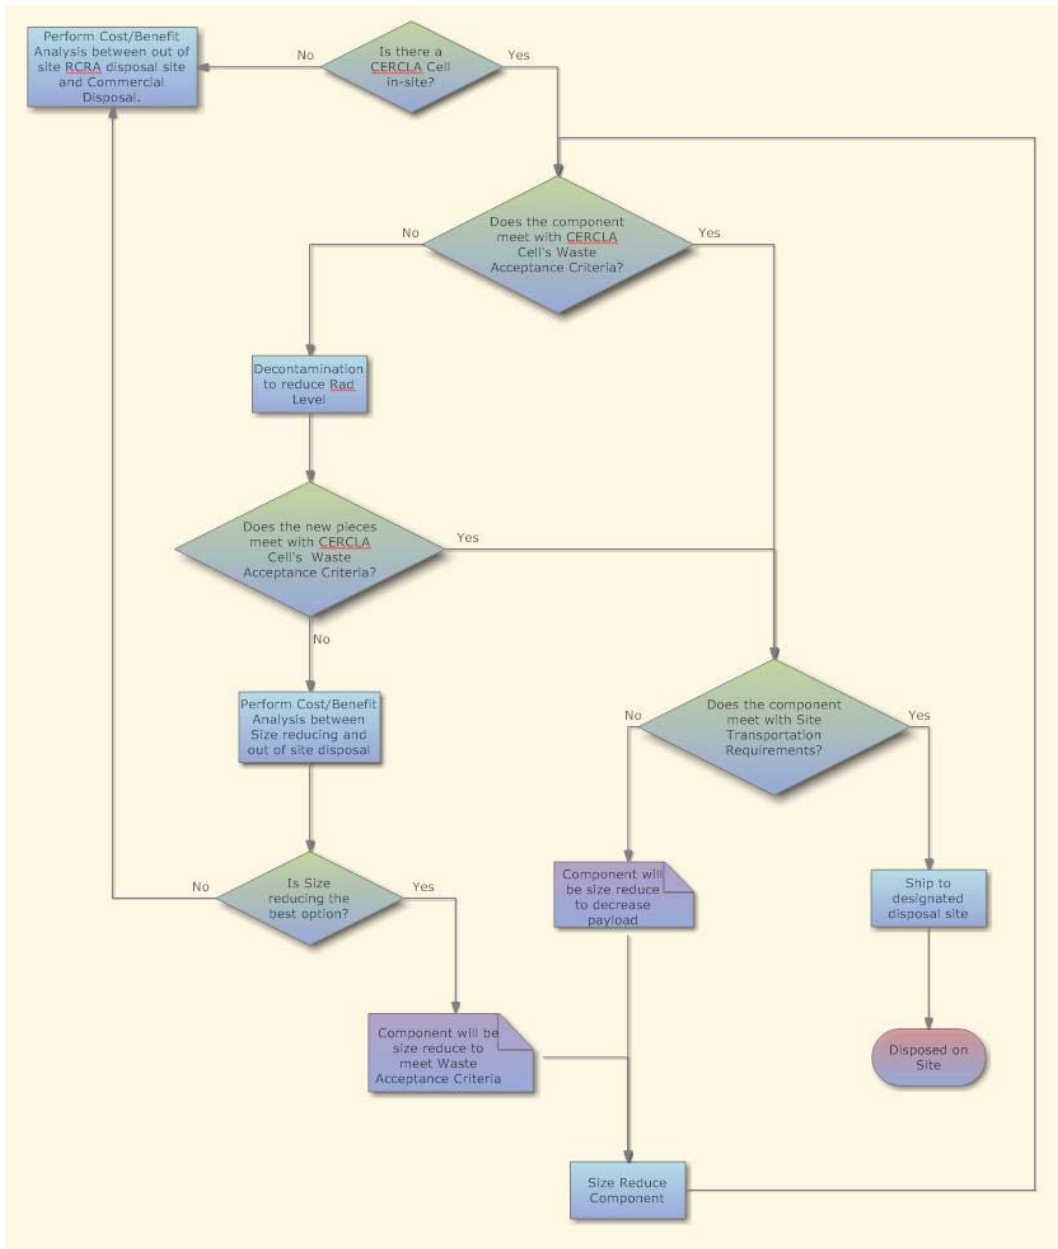 Perform Cost/Benefit
Analysis between out of
site RCRA disposal site
and Commercial
Disposal.
No
Is there a
CERCLA Cell
in-site?
Yes
Does the component
meet with CERCLA
Cell's Waste
Acceptance Criteria?
No
Yes
Decontamination
to reduce Rad
Level
Does the new pieces
meet with CERCLA
Cell's Waste
Acceptance Criteria?
Yes
No
Perform Cost/Benefit
Analysis between
Size reducing and
out of site disposal
Does the component
meet with Site
Transportation
Requirements?
No
Yes
Is Size
reducing the
best option?
No
Yes
Component will
be size reduce
to decrease
payload
Ship to
designated
disposal site
Component will be
size reduce to
meet Waste
Acceptance Criteria
Disposed on
Site
Size Reduce
Component